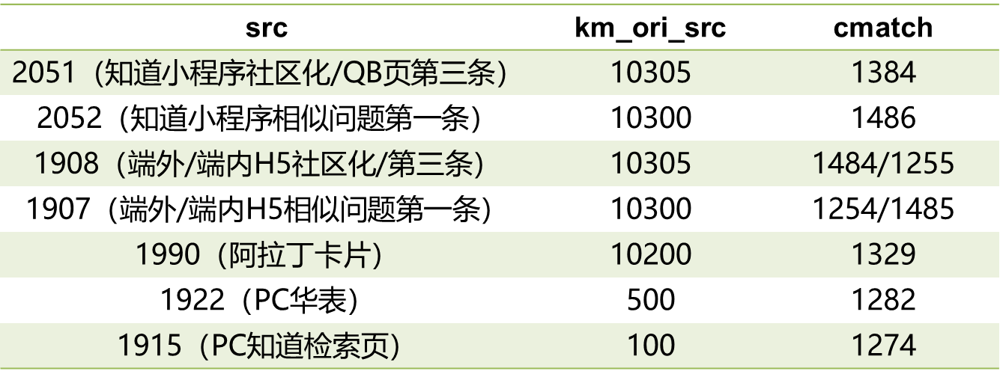 src km_ori_src cmatch
2051（知道小程序社区化/QB页第三条） 10305 1384
2052（知道小程序相似问题第一条） 10300 1486
1908（端外/端内H5社区化/第三条） 10305 1484/1255
1907（端外/端内H5相似问题第一条） 10300 1254/1485
1990（阿拉丁卡片） 10200 1329
1922（PC华表） 500 1282
1915（PC知道检索页） 100 1274